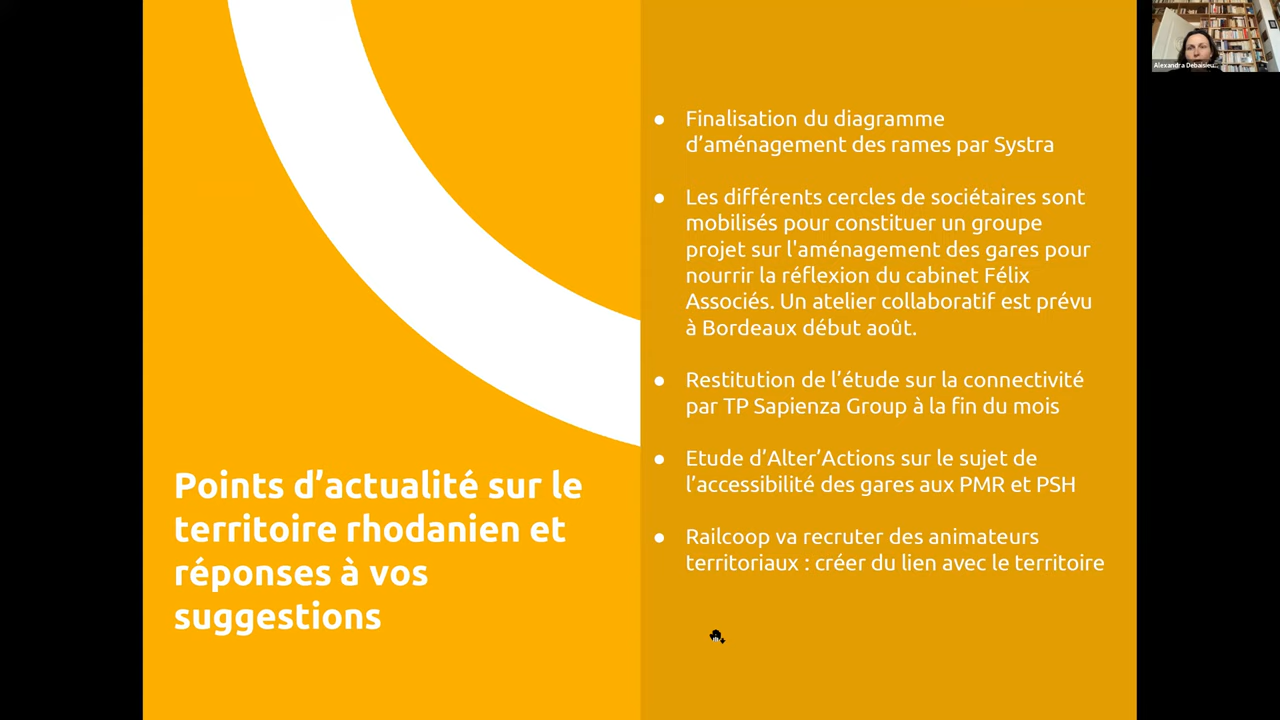 Points d’actualité sur le
territoire rhodanien et
réponses à vos
suggestions
● Finalisation du diagramme
d’aménagement des rames par Systra
● Les différents cercles de sociétaires sont
mobilisés pour constituer un groupe
projet sur l'aménagement des gares pour
nourrir la réflexion du cabinet Félix
Associés. Un atelier collaboratif est prévu
à Bordeaux début août.
● Restitution de l’étude sur la connectivité
par TP Sapienza Group à la fin du mois
● Etude d’Alter’Actions sur le sujet de
l’accessibilité des gares aux PMR et PSH
● Railcoop va recruter des animateurs
territoriaux : créer du lien avec le territoire
Alexandra Debaisieu...